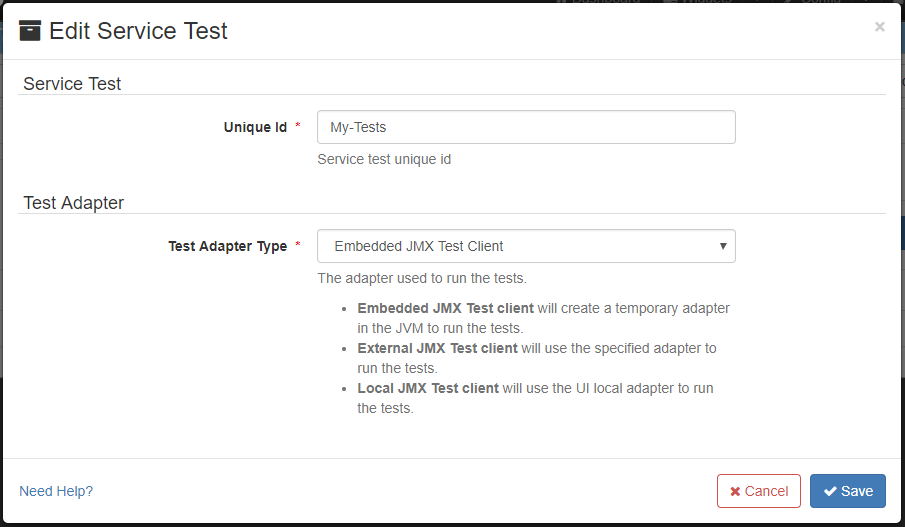 Edit Service Test
×
Service Test
Unique Id *
My-Tests
Service test unique id
Test Adapter
Test Adapter Type *
Embedded JMX Test Client
The adapter used to run the tests.
• Embedded JMX Test client will create a temporary adapter
in the JVM to run the tests.
• External JMX Test client will use the specified adapter to
run the tests.
• Local JMX Test client will use the UI local adapter to run
the tests.
Need Help?
Cancel
Save